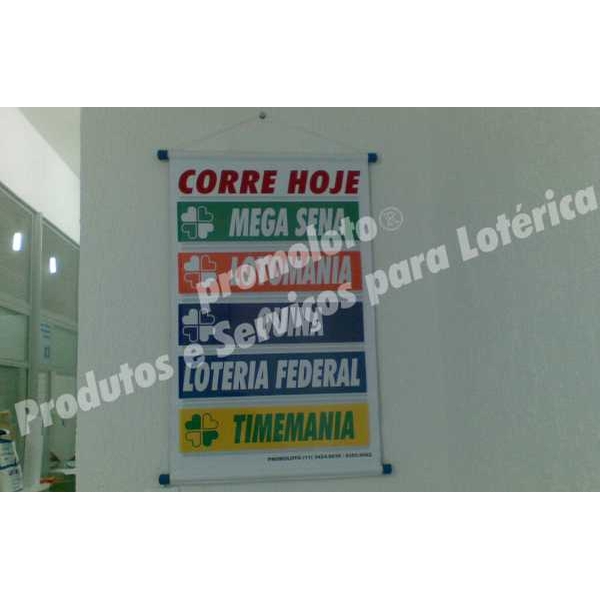 CORRE HOJE
MEGA SENA
LOTOMANIA
QUINA
LOTERIA FEDERAL
TIMEMANIA
promoloto®
Produtos e Serviços para Lotérica